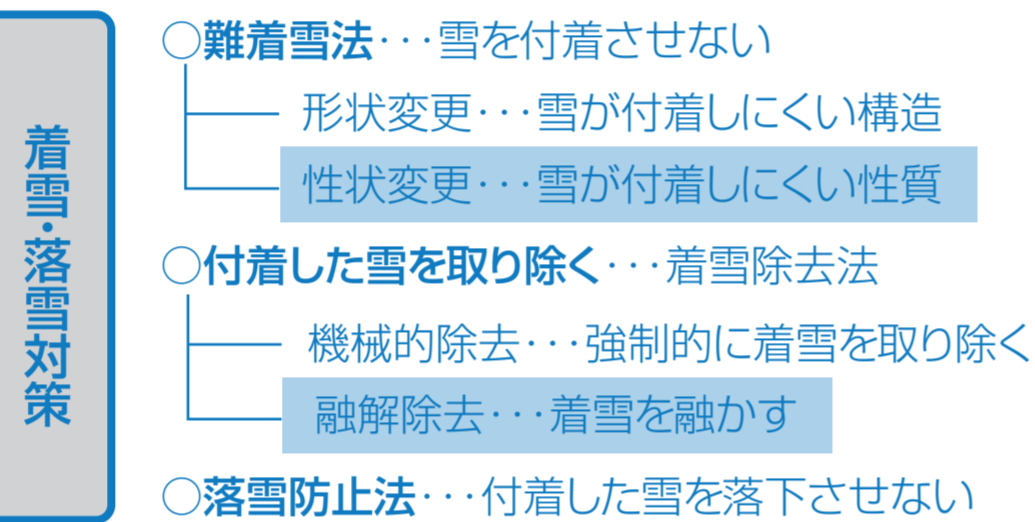 着雪・落雪対策
○難着雪法･･･雪を付着させない
形状変更･･･雪が付着しにくい構造
性状変更･･･雪が付着しにくい性質
○付着した雪を取り除く･･･着雪除去法
機械的除去･･･強制的に着雪を取り除く
融解除去･･･着雪を融かす
○落雪防止法･･･付着した雪を落下させない